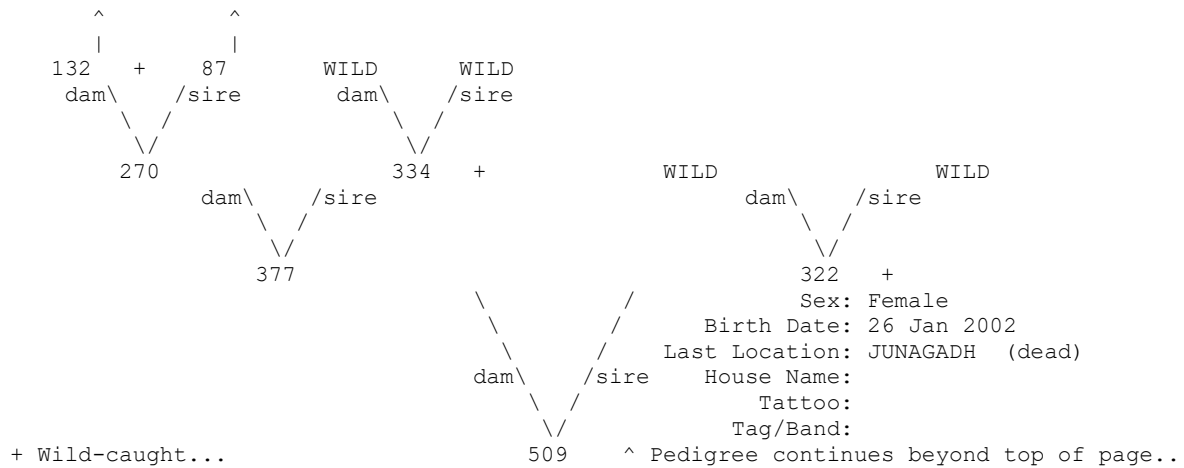 ^ ^
| |
132 + 87 WILD WILD
dam\ /sire dam\ /sire
\ / \ /
\/ \/
270 334 + WILD WILD
dam\ /sire dam\ /sire
\ / \ /
\/ \/
377 322 +
\ / Sex: Female
\ / Birth Date: 26 Jan 2002
\ / Last Location: JUNAGADH (dead)
dam\ /sire House Name:
\ / Tattoo:
\/ Tag/Band:
+ Wild-caught... 509 ^ Pedigree continues beyond top of page..